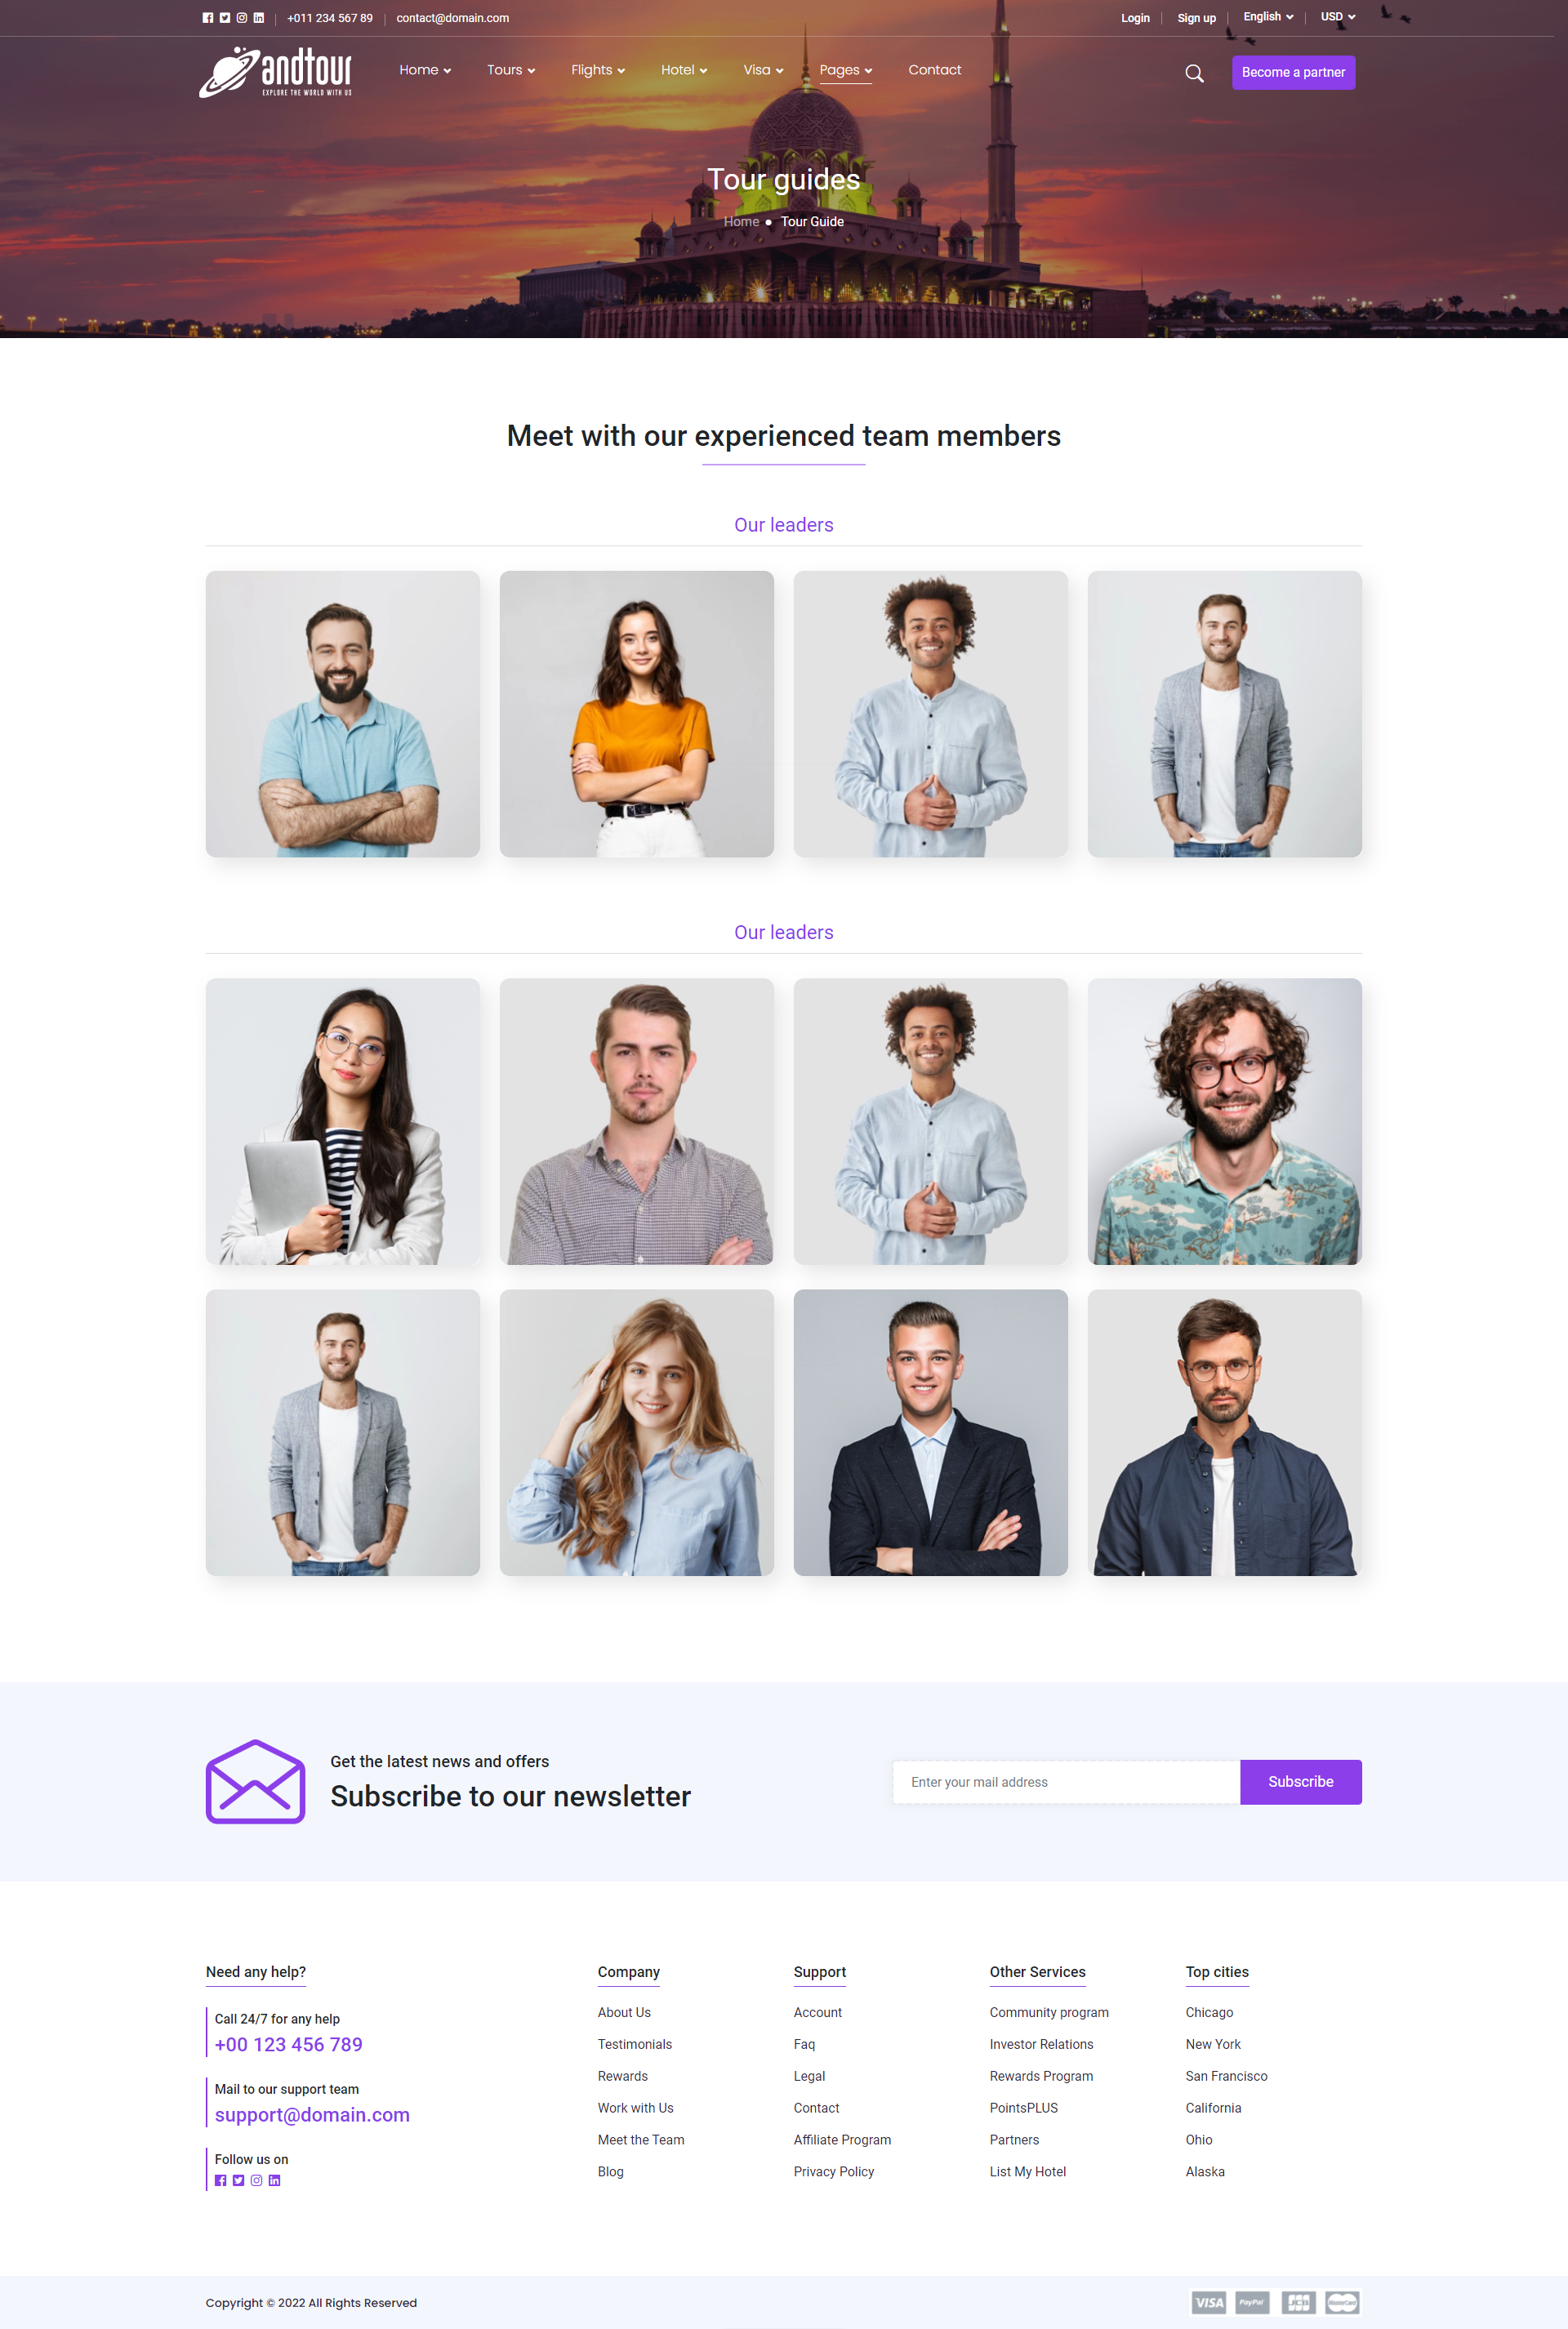 +011 234 567 89
contact@domain.com
Login
Sign up
English
USD
andtour
EXPLORE THE WORLD WITH US
Home
Tours
Flights
Hotel
Visa
Pages
Contact
Become a partner
Tour guides
Home
Tour Guide
Meet with our experienced team members
Our leaders
Our leaders
Get the latest news and offers
Subscribe to our newsletter
Enter your mail address
Subscribe
Need any help?
Call 24/7 for any help
+00 123 456 789
Mail to our support team
support@domain.com
Follow us on
Company
About Us
Testimonials
Rewards
Work with Us
Meet the Team
Blog
Support
Account
Faq
Legal
Contact
Affiliate Program
Privacy Policy
Other Services
Community program
Investor Relations
Rewards Program
PointsPLUS
Partners
List My Hotel
Top cities
Chicago
New York
San Francisco
California
Ohio
Alaska
Copyright © 2022 All Rights Reserved
VISA
PayPal
JCB
MasterCard